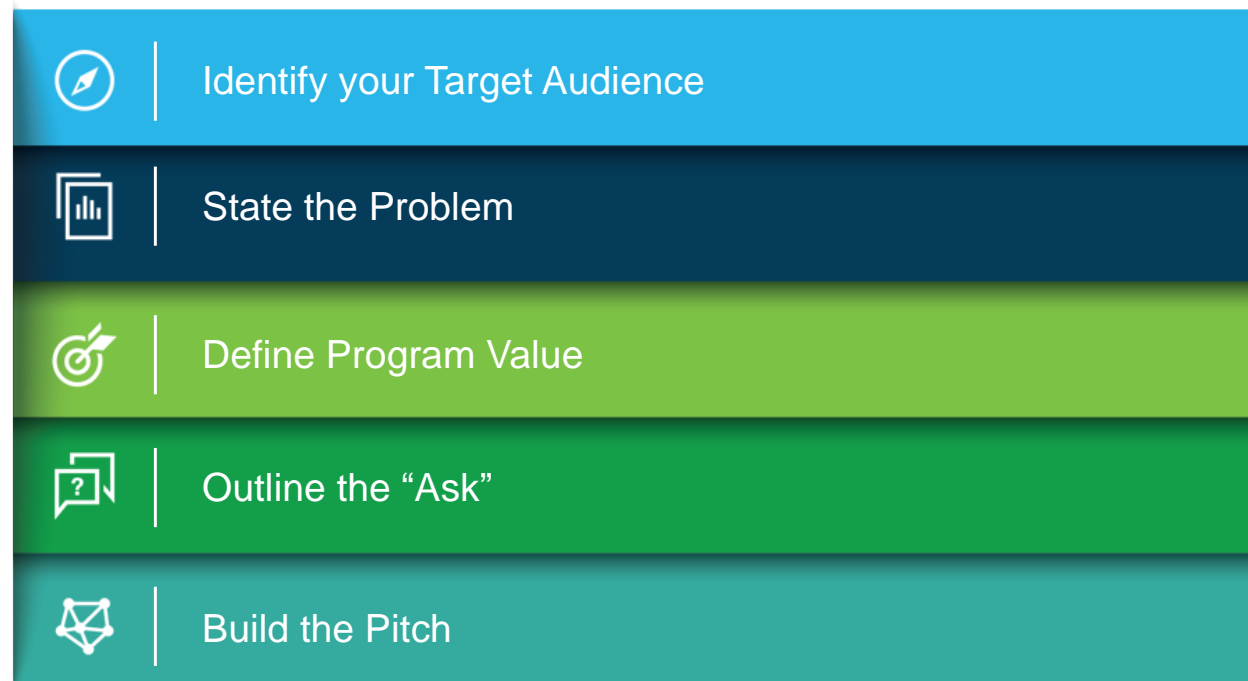 Identify your Target Audience
State the Problem
Define Program Value
?
Outline the “Ask”
Build the Pitch